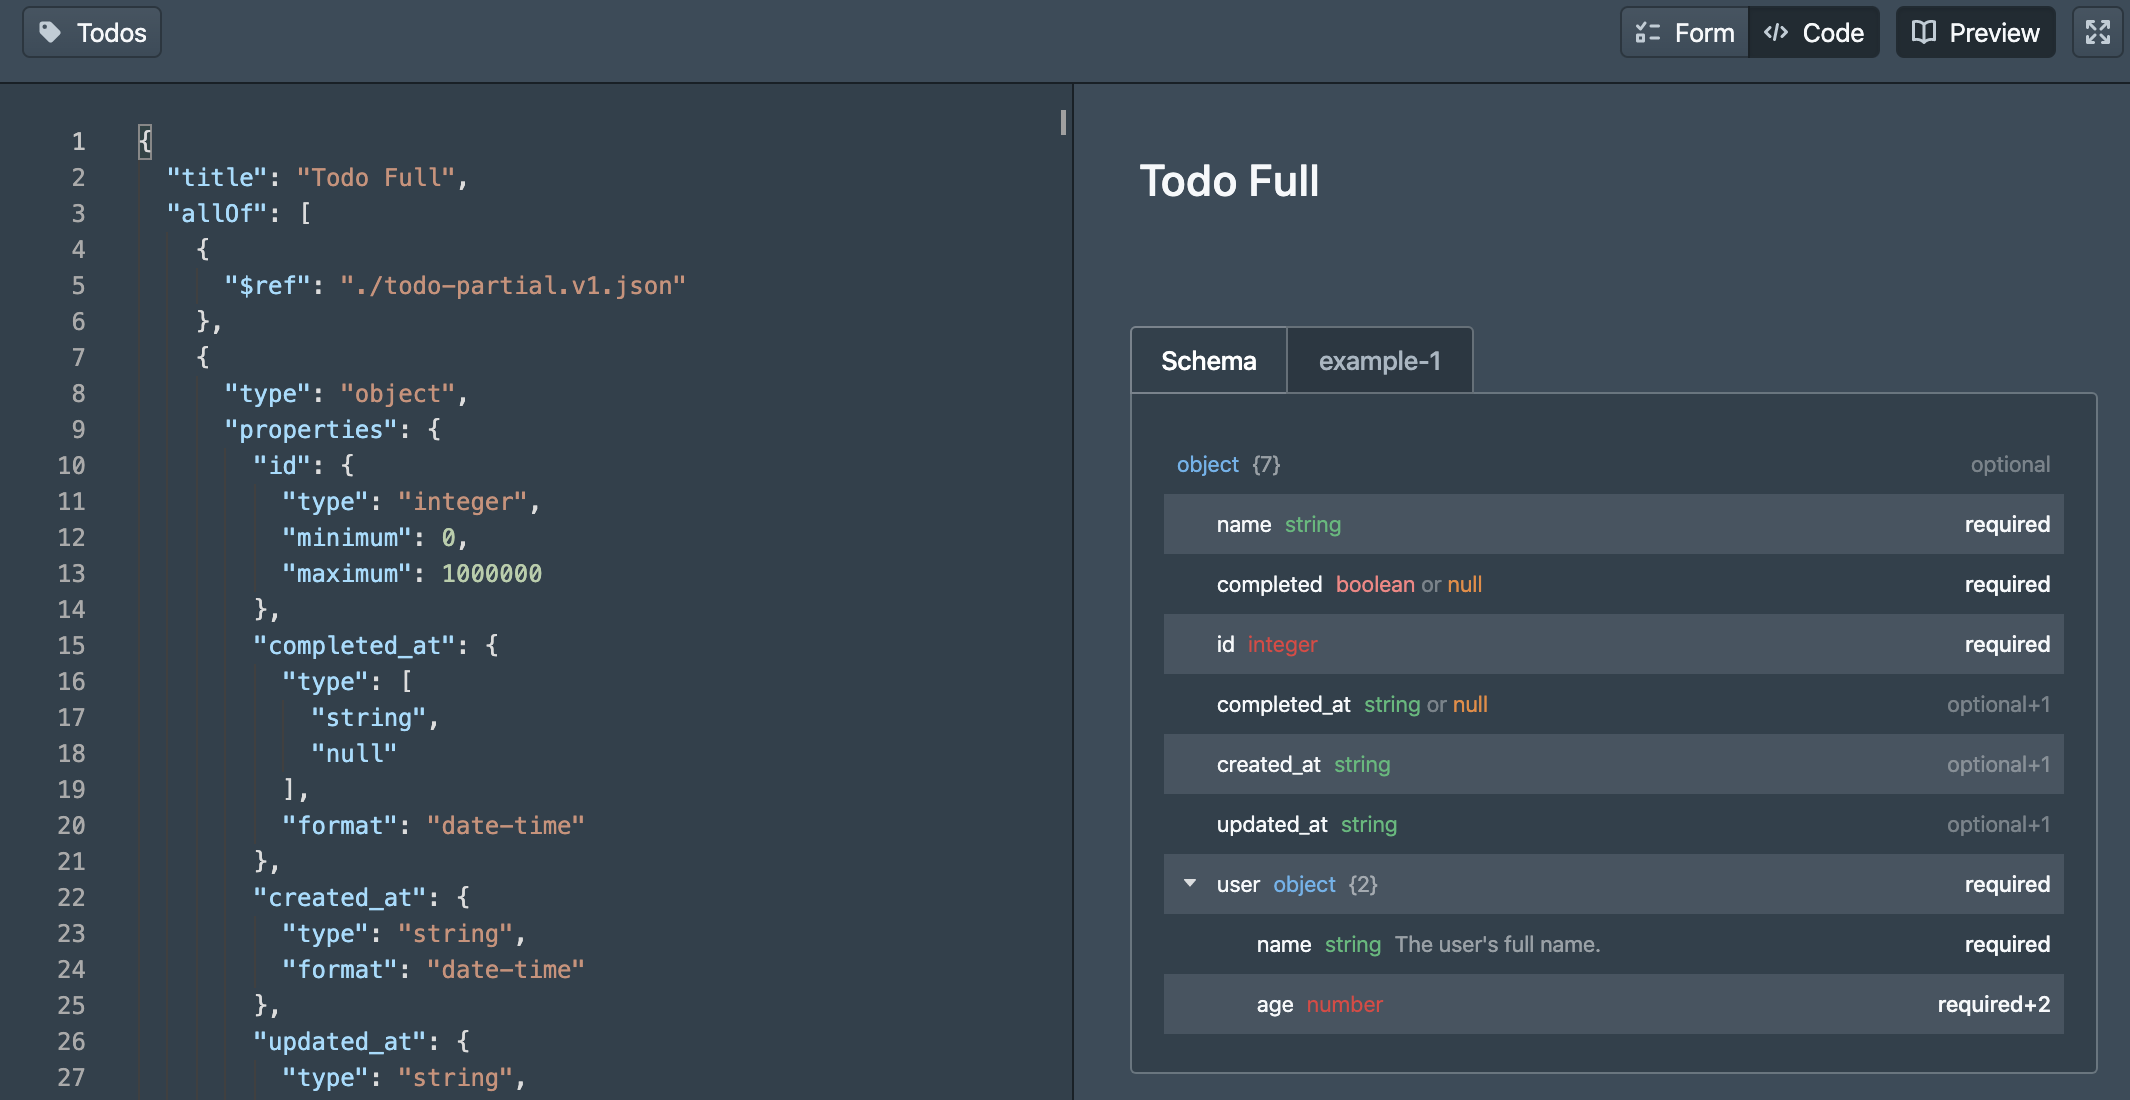 Todos
Form
Code
Preview
1 {
2 "title": "Todo Full",
3 "allOf": [
4 {
5 "$ref": "./todo-partial.v1.json"
6 },
7 {
8 "type": "object",
9 "properties": {
10 "id": {
11 "type": "integer",
12 "minimum": 0,
13 "maximum": 1000000
14 },
15 "completed_at": {
16 "type": [
17 "string",
18 "null"
19 ],
20 "format": "date-time"
21 },
22 "created_at": {
23 "type": "string",
24 "format": "date-time"
25 },
26 "updated_at": {
27 "type": "string",
Todo Full
Schema
example-1
object {7} optional
name string required
completed boolean or null required
id integer required
completed_at string or null optional+1
created_at string optional+1
updated_at string optional+1
user object {2} required
name string The user's full name. required
age number required+2